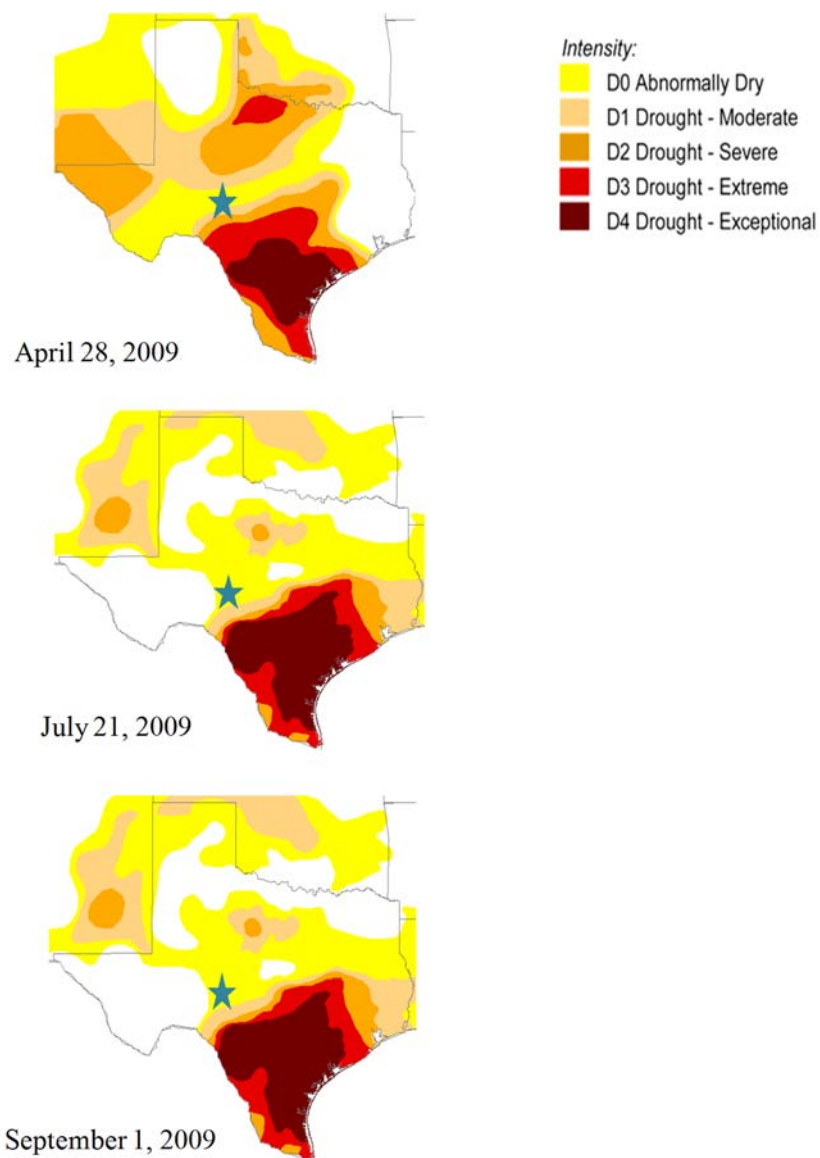 Intensity:
D0 Abnormally Dry
D1 Drought - Moderate
D2 Drought - Severe
D3 Drought - Extreme
D4 Drought - Exceptional
April 28, 2009
July 21, 2009
September 1, 2009